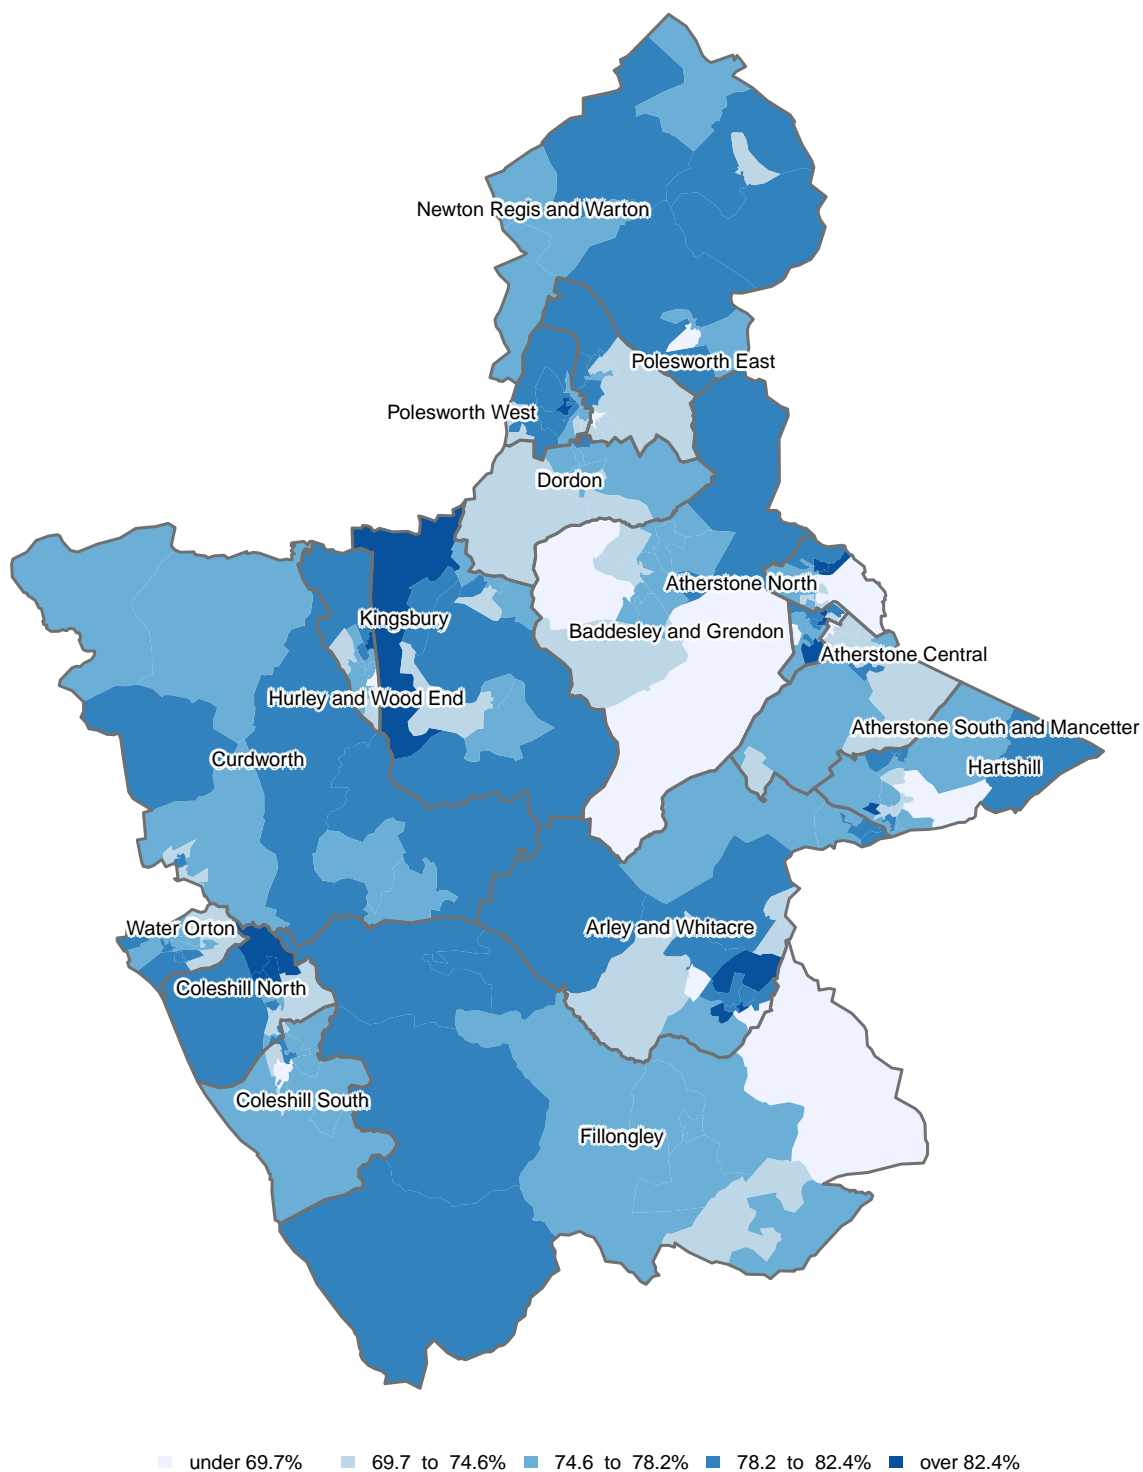 Newton Regis and Warton
Polesworth East
Polesworth West
Dordon
Atherstone North
Kingsbury
Baddesley and Grendon
Atherstone Central
Hurley and Wood End
Atherstone South and Mancetter
Curdworth
Hartshill
Water Orton
Arley and Whitacre
Coleshill North
Coleshill South
Fillongley
under 69.7% 69.7 to 74.6% 74.6 to 78.2% 78.2 to 82.4% over 82.4%